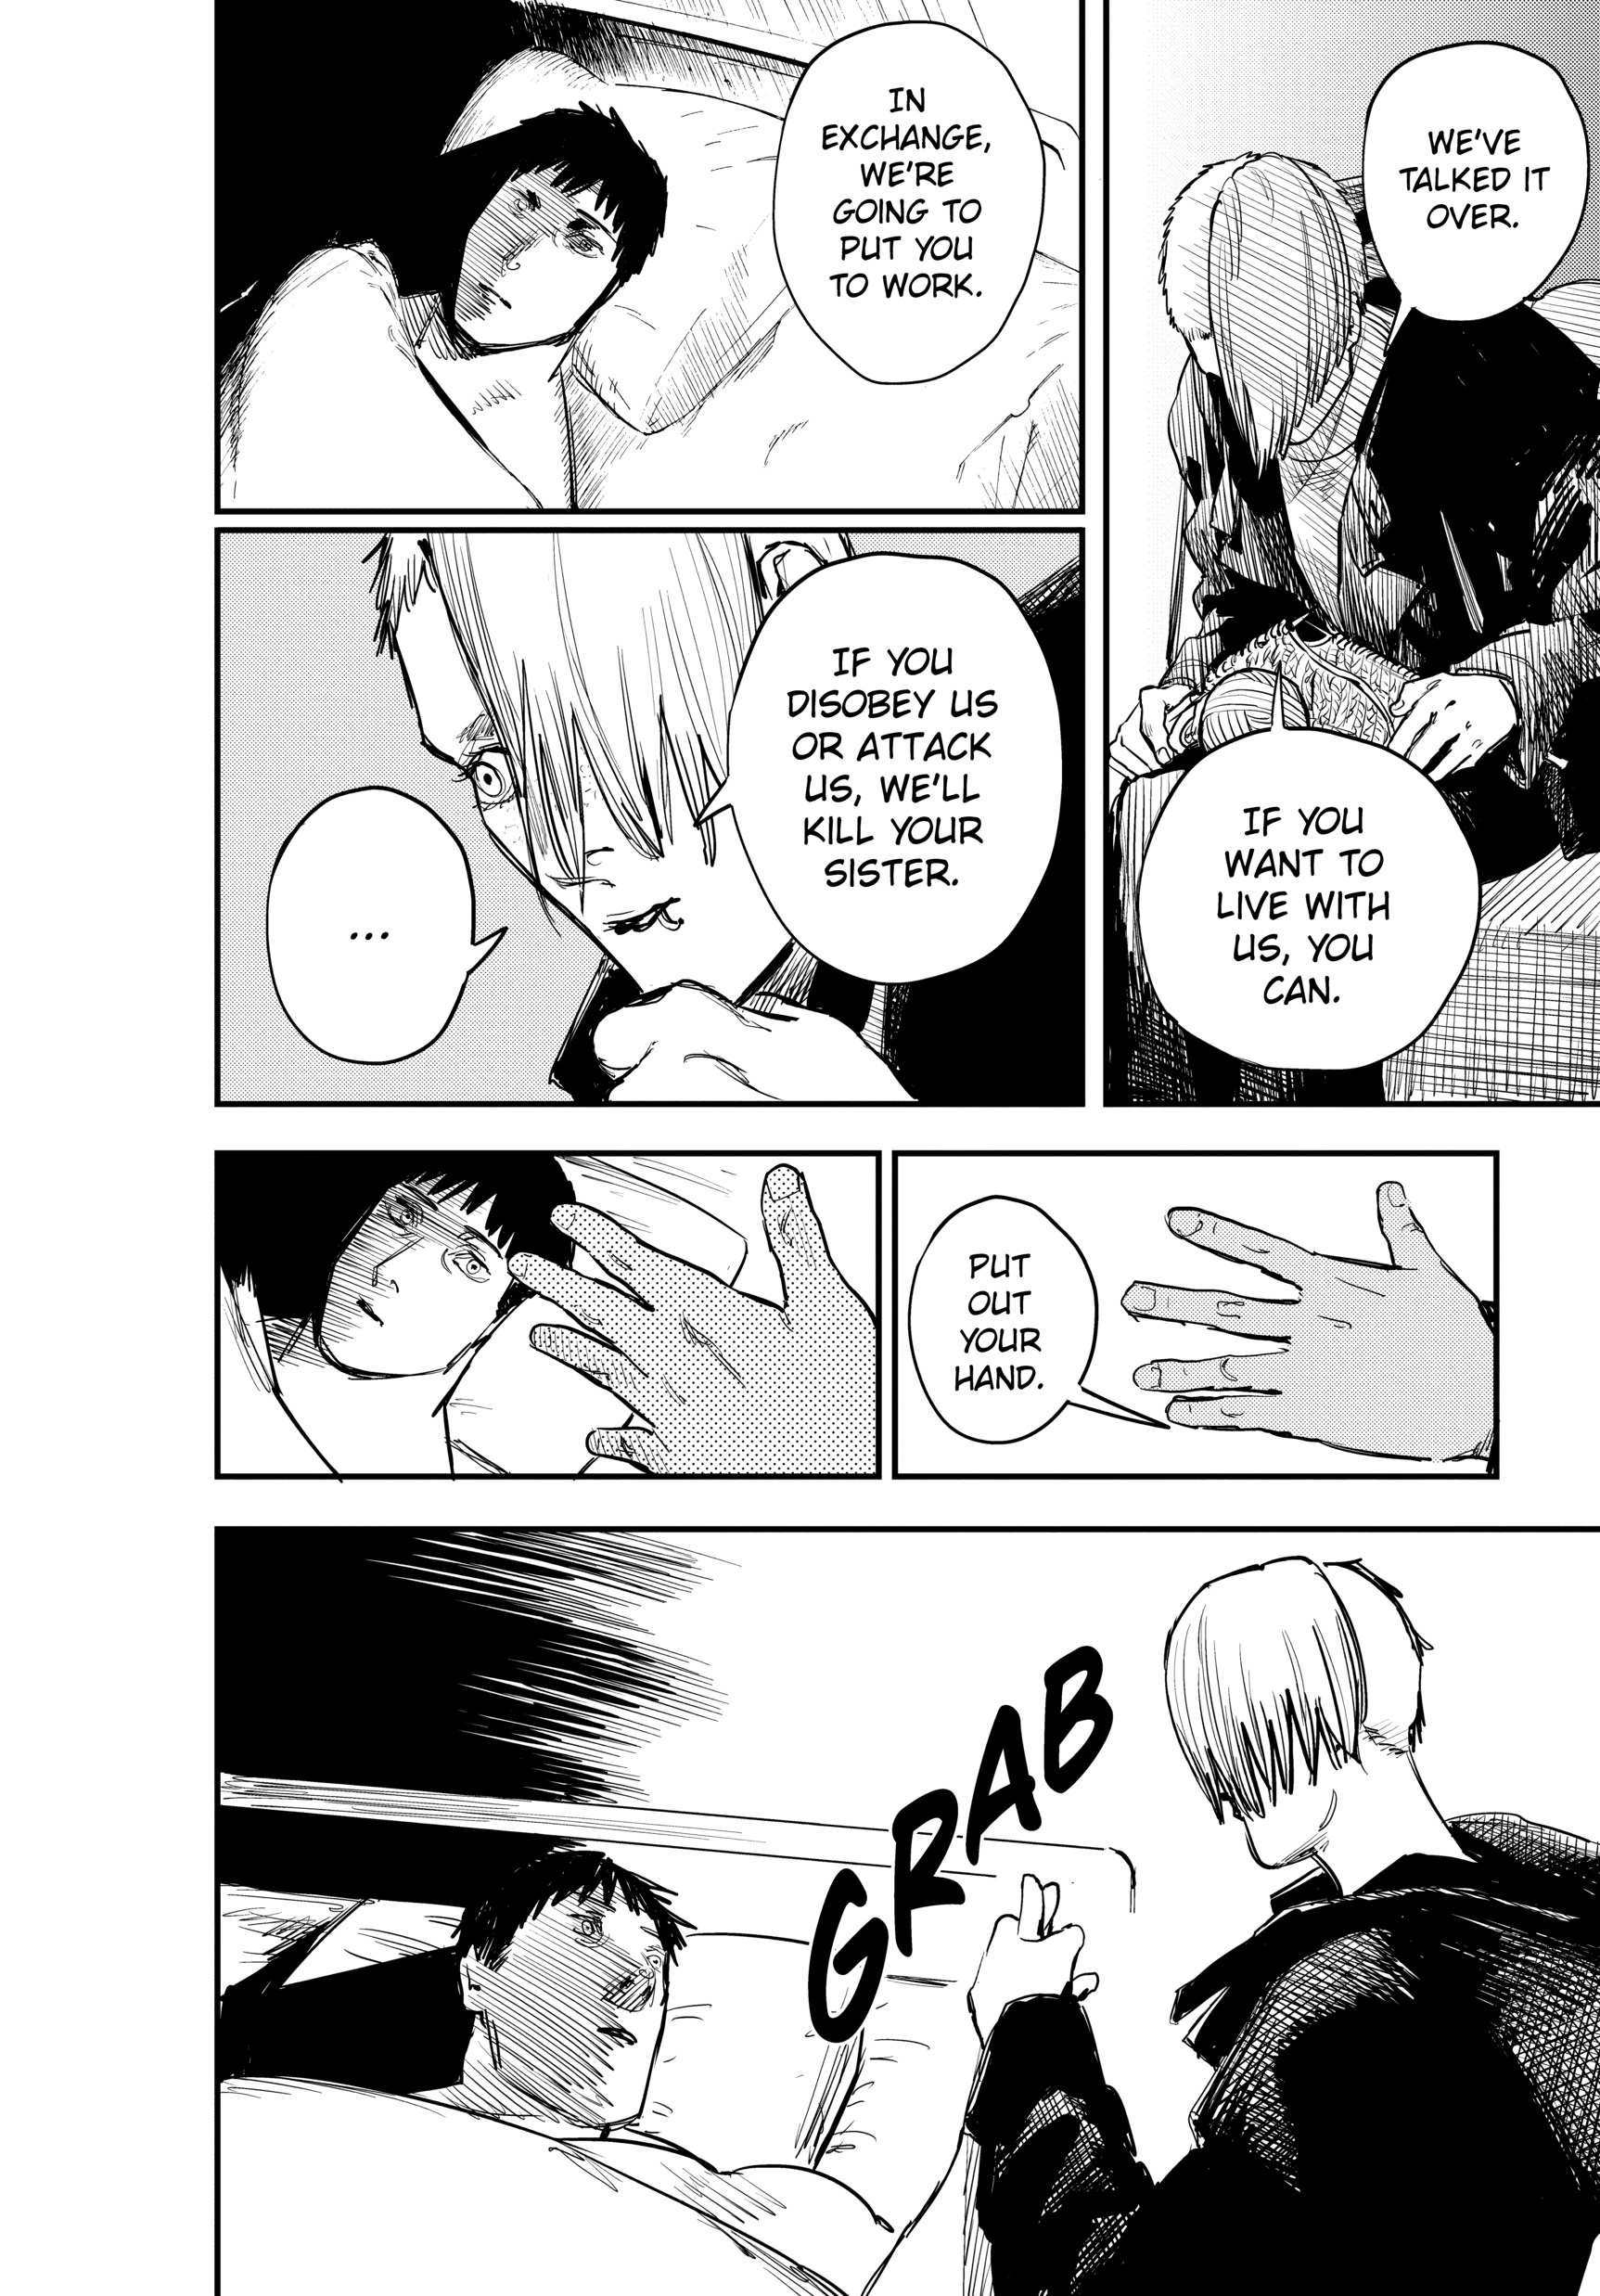 WE'VE
TALKED IT
OVER.
IF YOU
WANT TO
LIVE WITH
US, YOU
CAN.
IN
EXCHANGE,
WE'RE
GOING TO
PUT YOU
TO WORK.
IF YOU
DISOBEY US
OR ATTACK
US, WE'LL
KILL YOUR
SISTER.
...
PUT
OUT
YOUR
HAND.
GRAB